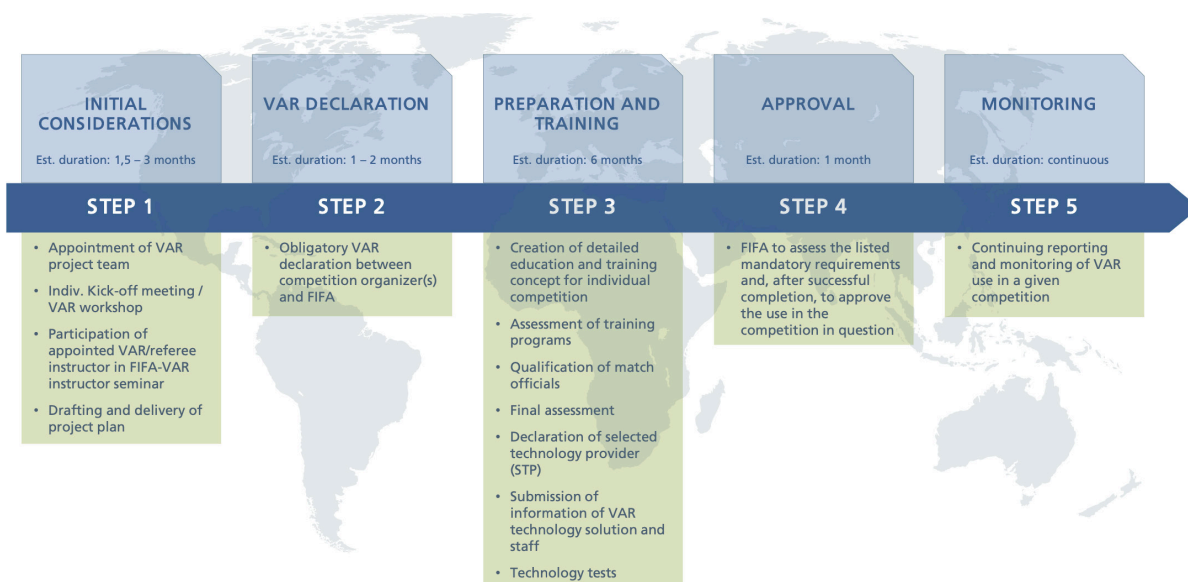 INITIAL
CONSIDERATIONS
Est. duration: 1,5 – 3 months
STEP 1
• Appointment of VAR
project team
• Indiv. Kick-off meeting /
VAR workshop
• Participation of
appointed VAR/referee
instructor in FIFA-VAR
instructor seminar
• Drafting and delivery of
project plan
VAR DECLARATION
Est. duration: 1 – 2 months
STEP 2
• Obligatory VAR
declaration between
competition organizer(s)
and FIFA
PREPARATION AND
TRAINING
Est. duration: 6 months
STEP 3
• Creation of detailed
education and training
concept for individual
competition
• Assessment of training
programs
• Qualification of match
officials
• Final assessment
• Declaration of selected
technology provider
(STP)
• Submission of
information of VAR
technology solution and
staff
• Technology tests
APPROVAL
Est. duration: 1 month
STEP 4
• FIFA to assess the listed
mandatory requirements
and, after successful
completion, to approve
the use in the
competition in question
MONITORING
Est. duration: continuous
STEP 5
• Continuing reporting
and monitoring of VAR
use in a given
competition